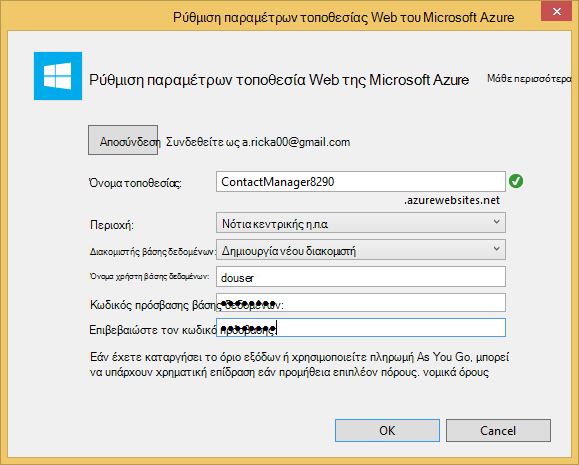 Ρύθμιση παραμέτρων τοποθεσίας Web του Microsoft Azure
Ρύθμιση παραμέτρων τοποθεσία Web της Microsoft Azure
Μάθε περισσότερα
Αποσύνδεση Συνδεθείτε ως a.ricka00@gmail.com
Όνομα τοποθεσίας: ContactManager8290
.azurewebsites.net
Περιοχή: Νότια κεντρικής η.π.α.
Διακομιστής βάσης δεδομένων: Δημιουργία νέου διακομιστή
Όνομα χρήστη βάσης δεδομένων: douser
Κωδικός πρόσβασης βάσης δεδομένων:
Επιβεβαιώστε τον κωδικό πρόσβασης:
Εάν έχετε καταργήσει το όριο εξόδων ή χρησιμοποιείτε πληρωμή As You Go, μπορεί
να υπάρχουν χρηματική επίδραση εάν προμήθεια επιπλέον πόρους. νομικά όρους
OK Cancel